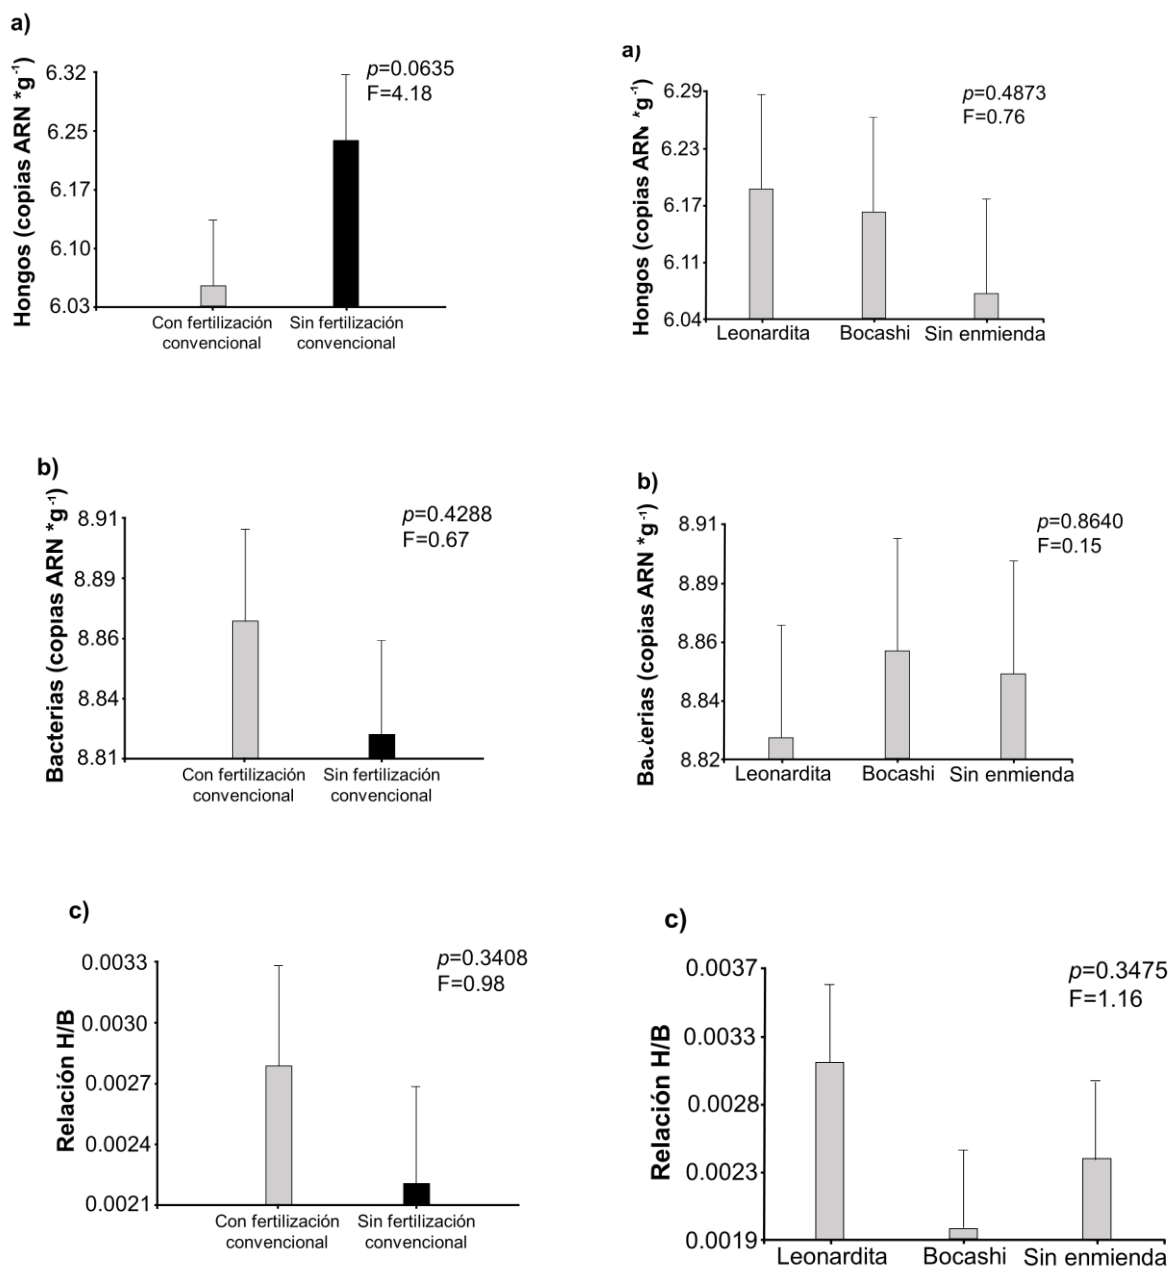 a)
Hongos (copias ARN *g-1)
6.32
6.25
6.17
6.10
6.03
p=0.0635
F=4.18
Con fertilización
convencional
Sin fertilización
convencional
a)
Hongos (copias ARN *g-1)
6.29
6.23
6.17
6.11
6.04
p=0.4873
F=0.76
Leonardita
Bocashi
Sin enmienda
b)
Bacterias (copias ARN *g-1)
8.91
8.89
8.86
8.84
8.81
p=0.4288
F=0.67
Con fertilización
convencional
Sin fertilización
convencional
b)
Bacterias (copias ARN *g-1)
8.91
8.89
8.86
8.84
8.82
p=0.8640
F=0.15
Leonardita
Bocashi
Sin enmienda
c)
Relación H/B
0.0033
0.0030
0.0027
0.0024
0.0021
p=0.3408
F=0.98
Con fertilización
convencional
Sin fertilización
convencional
c)
Relación H/B
0.0037
0.0033
0.0028
0.0023
0.0019
p=0.3475
F=1.16
Leonardita
Bocashi
Sin enmienda